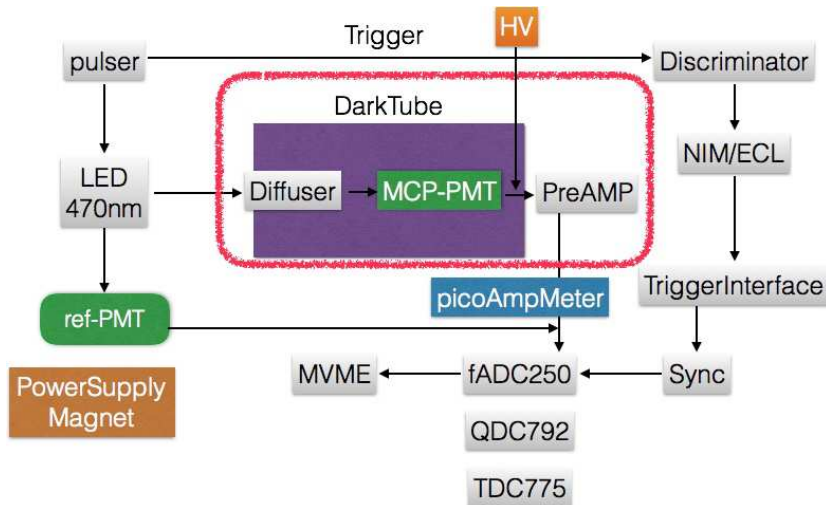 HV
Trigger
pulser
Discriminator
DarkTube
NIM/ECL
LED
470nm
Diffuser
MCP-PMT
PreAMP
TriggerInterface
picoAmpMeter
ref-PMT
MVME
fADC250
Sync
PowerSupply
Magnet
QDC792
TDC775